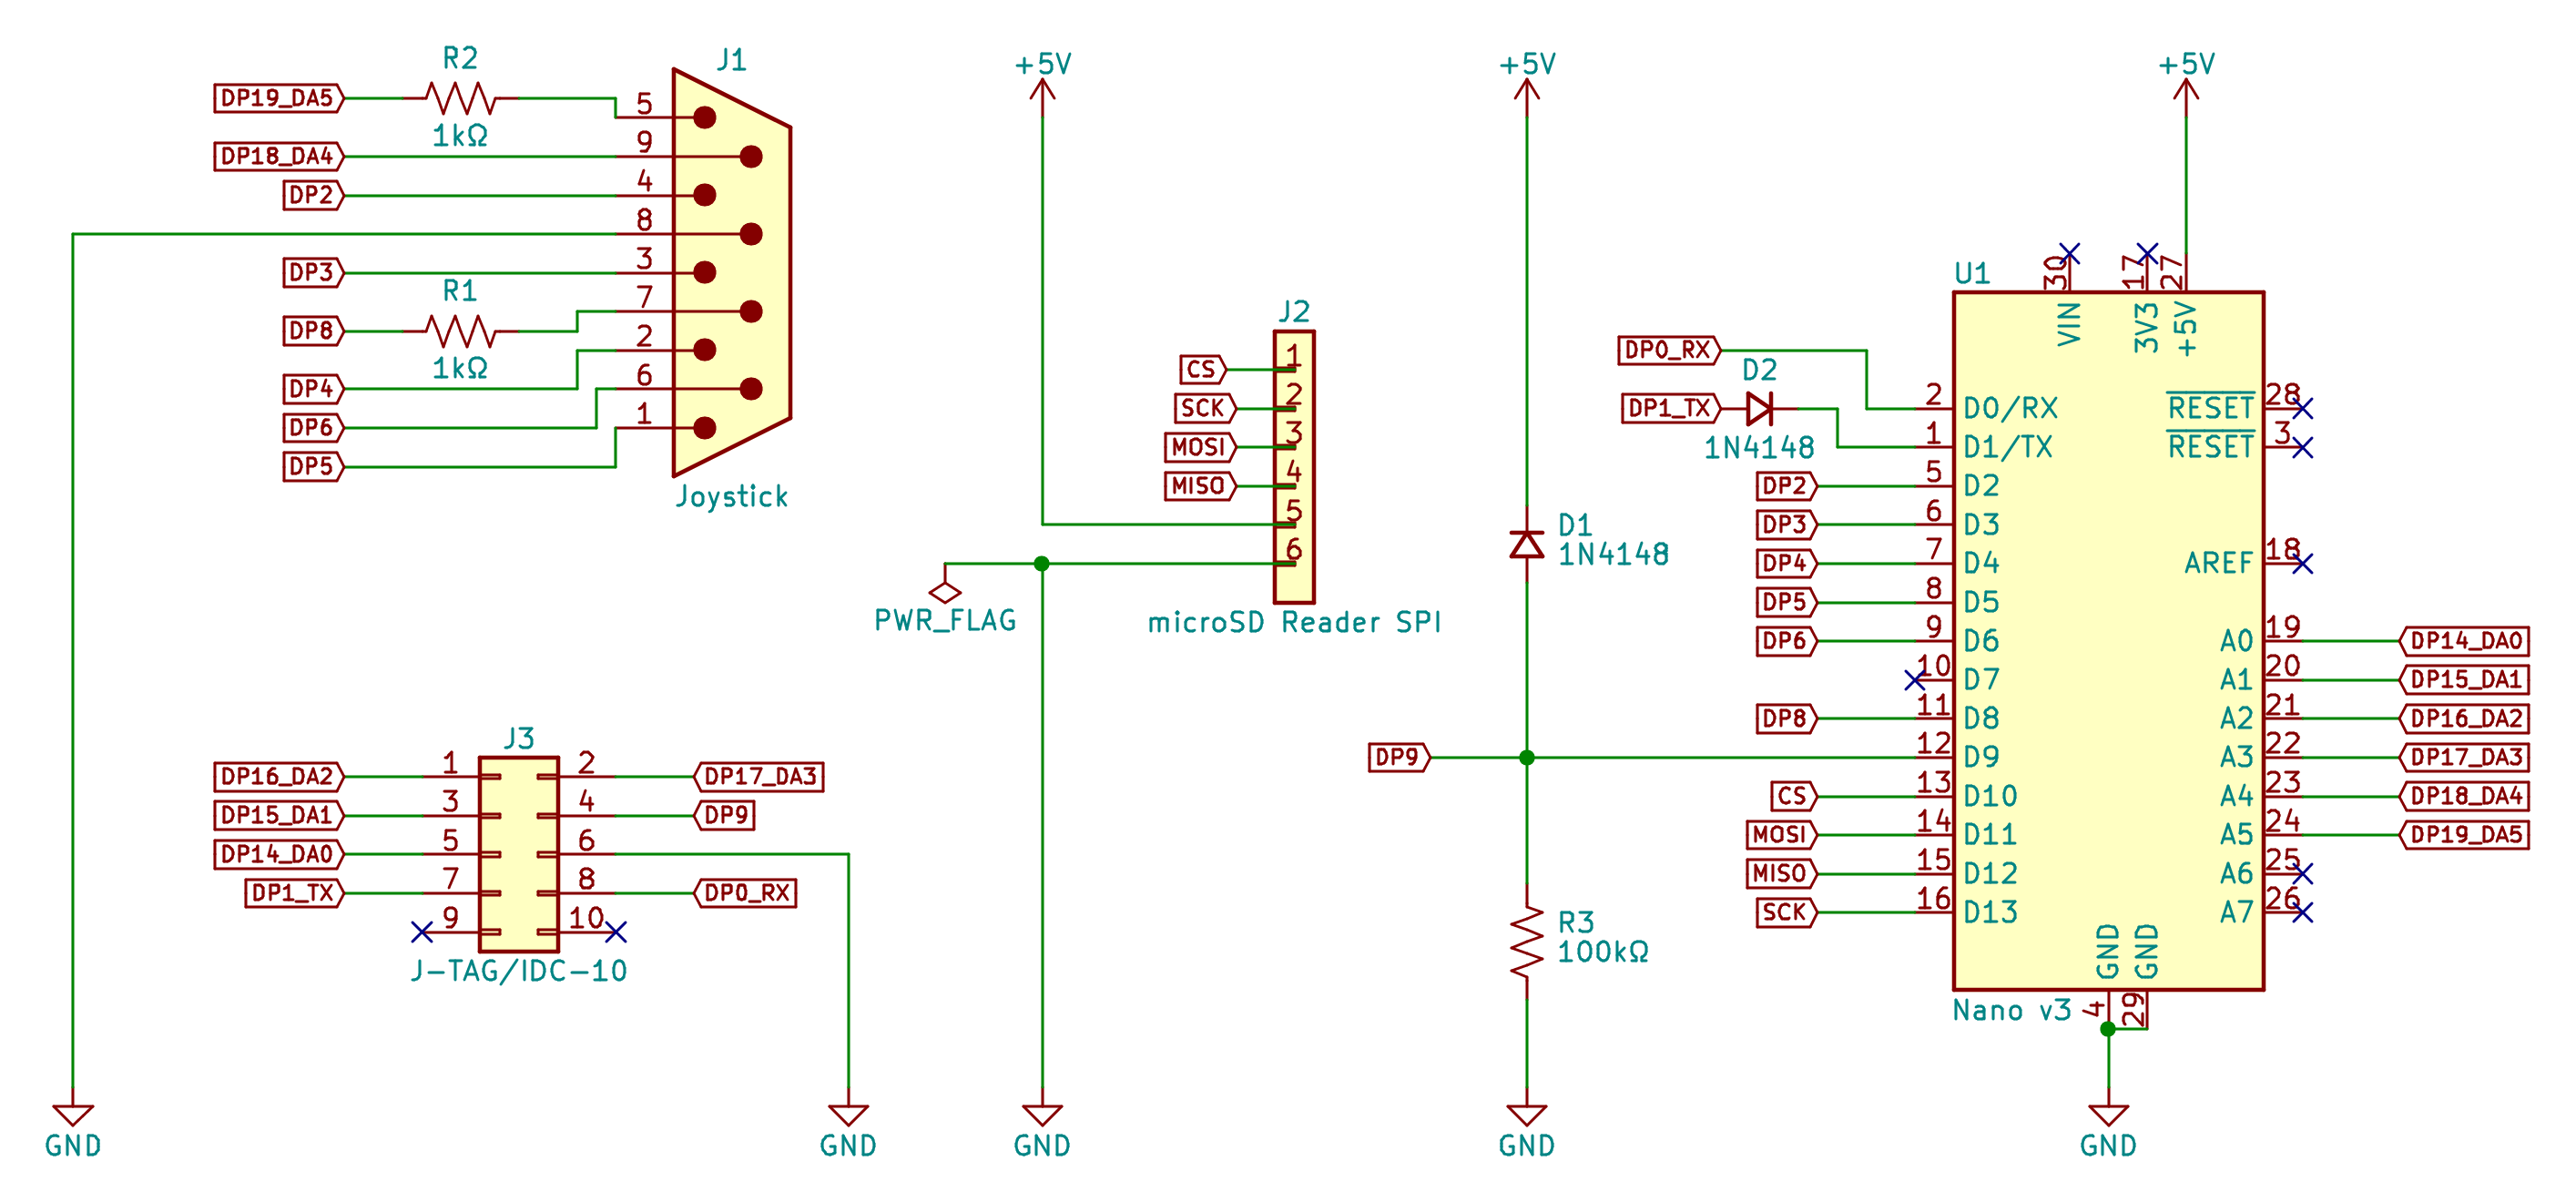 R2
J1
DP19_DA5
1kΩ
DP18_DA4
DP2
DP3
R1
DP8
1kΩ
DP4
DP6
DP5
5
9
4
8
3
7
2
6
1
Joystick
+5V
J2
CS
1
SCK
2
MOSI
3
MISO
4
5
6
PWR_FLAG
microSD Reader SPI
J3
DP16_DA2
1
2
DP17_DA3
DP15_DA1
3
4
DP9
DP14_DA0
5
6
DP1_TX
7
8
DP0_RX
9
10
J-TAG/IDC-10
GND
GND
GND
+5V
D1
1N4148
DP9
R3
100kΩ
GND
+5V
U1
30
17
27
VIN
3V3
+5V
DP0_RX
D2
DP1_TX
1N4148
2
D0/RX
1
D1/TX
DP2
5
D2
DP3
6
D3
DP4
7
D4
DP5
8
D5
DP6
9
D6
10
D7
DP8
11
D8
12
D9
CS
13
D10
MOSI
14
D11
MISO
15
D12
SCK
16
D13
RESET
28
RESET
3
AREF
18
A0
19
DP14_DA0
A1
20
DP15_DA1
A2
21
DP16_DA2
A3
22
DP17_DA3
A4
23
DP18_DA4
A5
24
DP19_DA5
A6
25
A7
26
GND
GND
Nano v3
4
29
GND